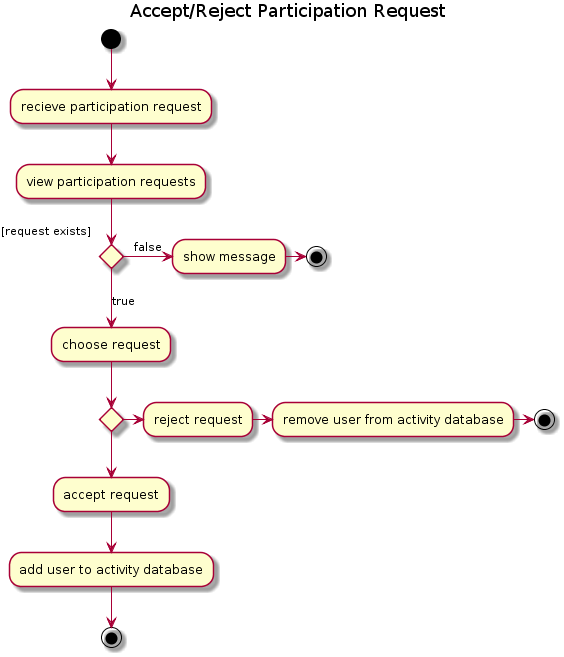 Accept/Reject Participation Request
recieve participation request
view participation requests
[request exists]
false
show message
true
choose request
reject request
remove user from activity database
accept request
add user to activity database